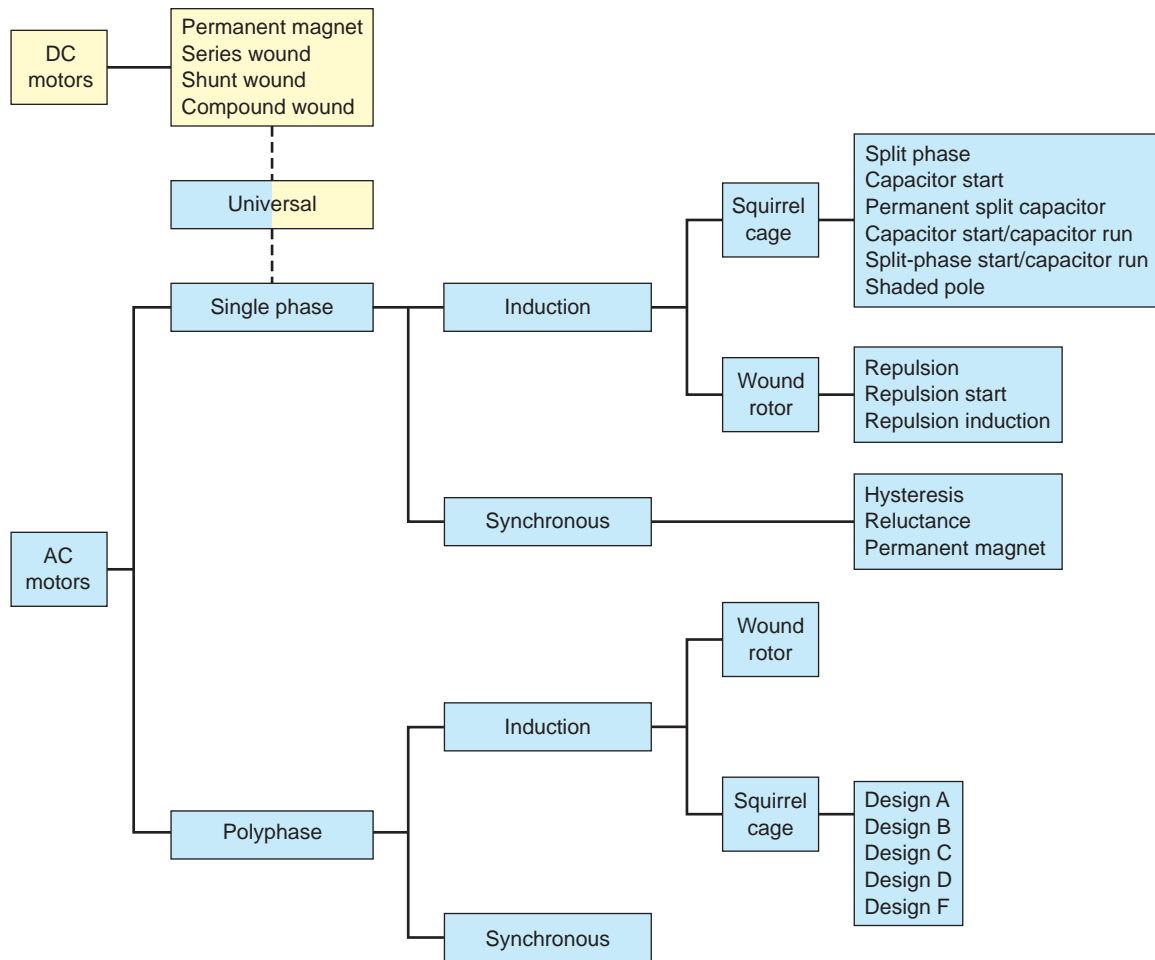 DC
motors
Permanent magnet
Series wound
Shunt wound
Compound wound
Universal
Single phase
Induction
Squirrel
cage
Split phase
Capacitor start
Permanent split capacitor
Capacitor start/capacitor run
Split-phase start/capacitor run
Shaded pole
Wound
rotor
Repulsion
Repulsion start
Repulsion induction
Synchronous
Hysteresis
Reluctance
Permanent magnet
AC
motors
Polyphase
Induction
Wound
rotor
Squirrel
cage
Design A
Design B
Design C
Design D
Design F
Synchronous